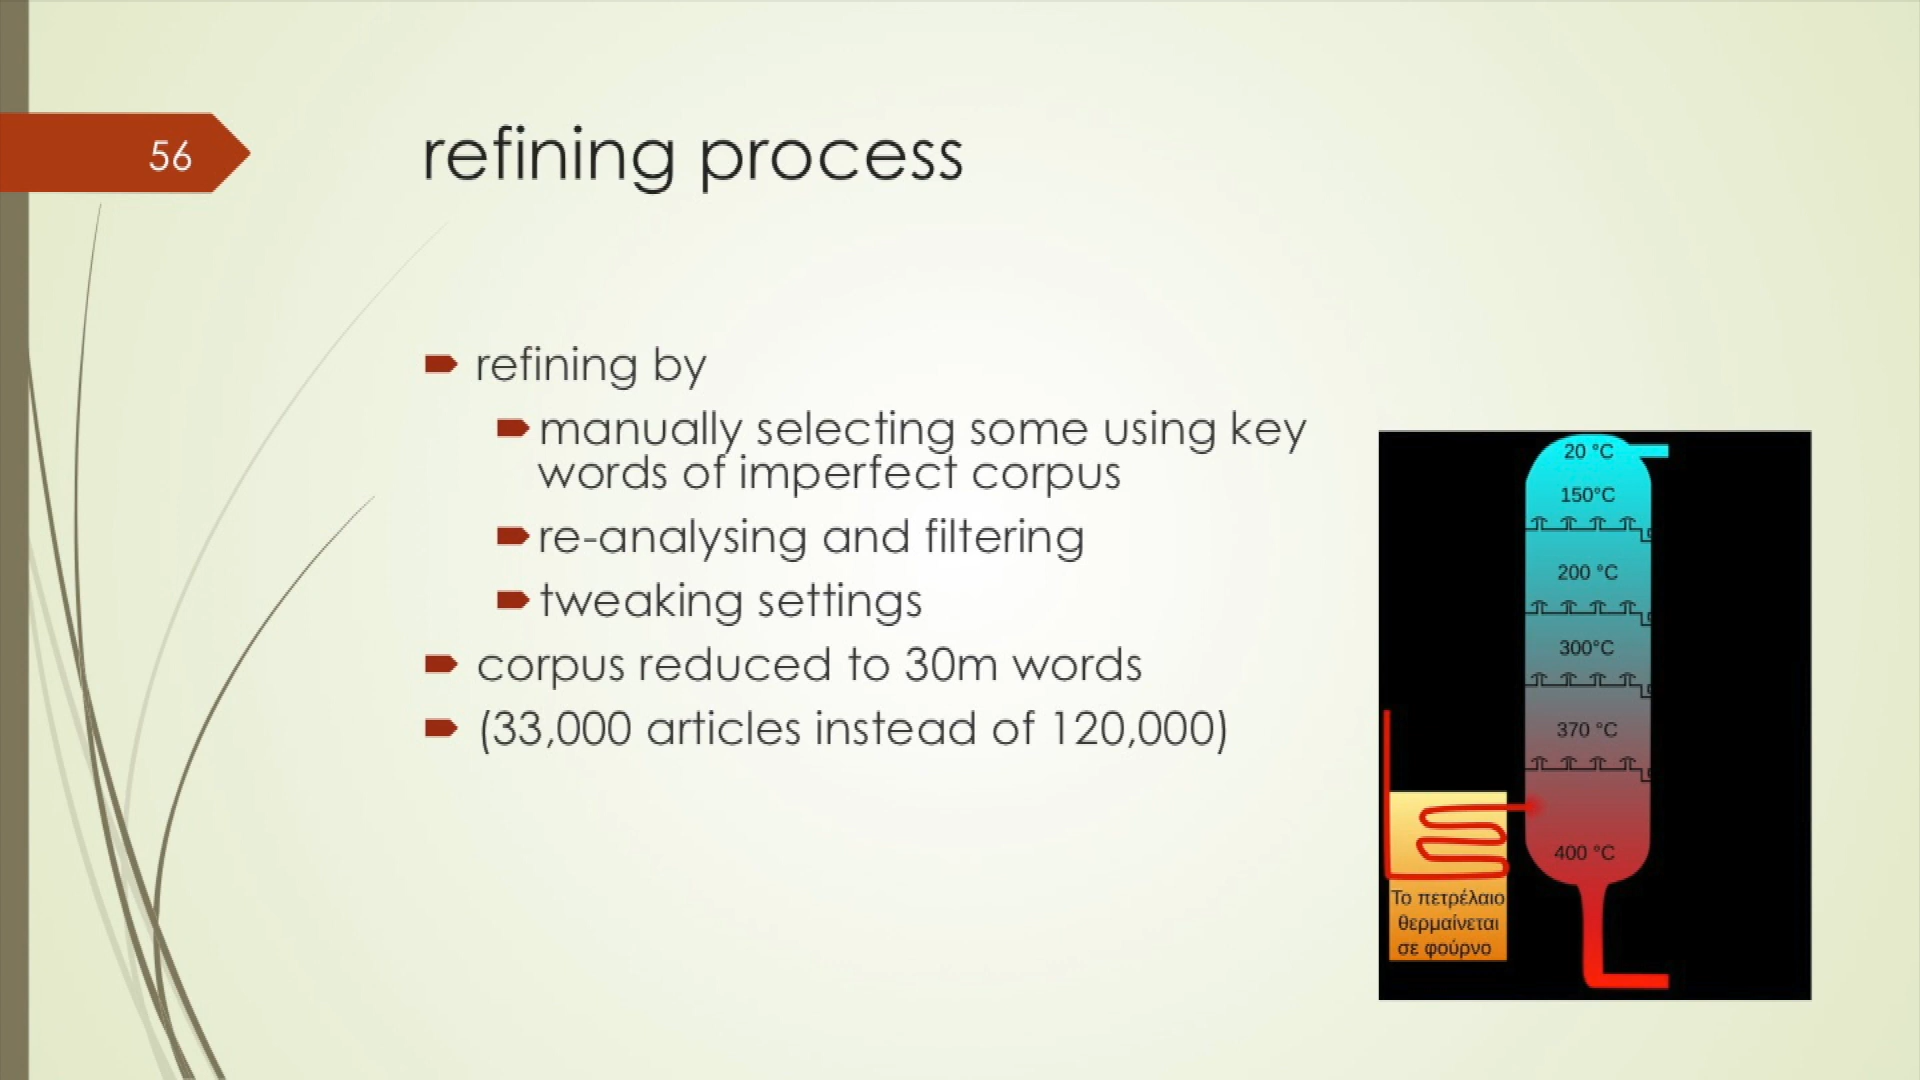 56
refining process
refining by
manually selecting some using key
words of imperfect corpus
re-analysing and filtering
tweaking settings
corpus reduced to 30m words
(33,000 articles instead of 120,000)
20 °C
150°C
200 °C
300°C
370 °C
400 °C
Το πετρέλαιο
θερμαίνεται
σε φούρνο